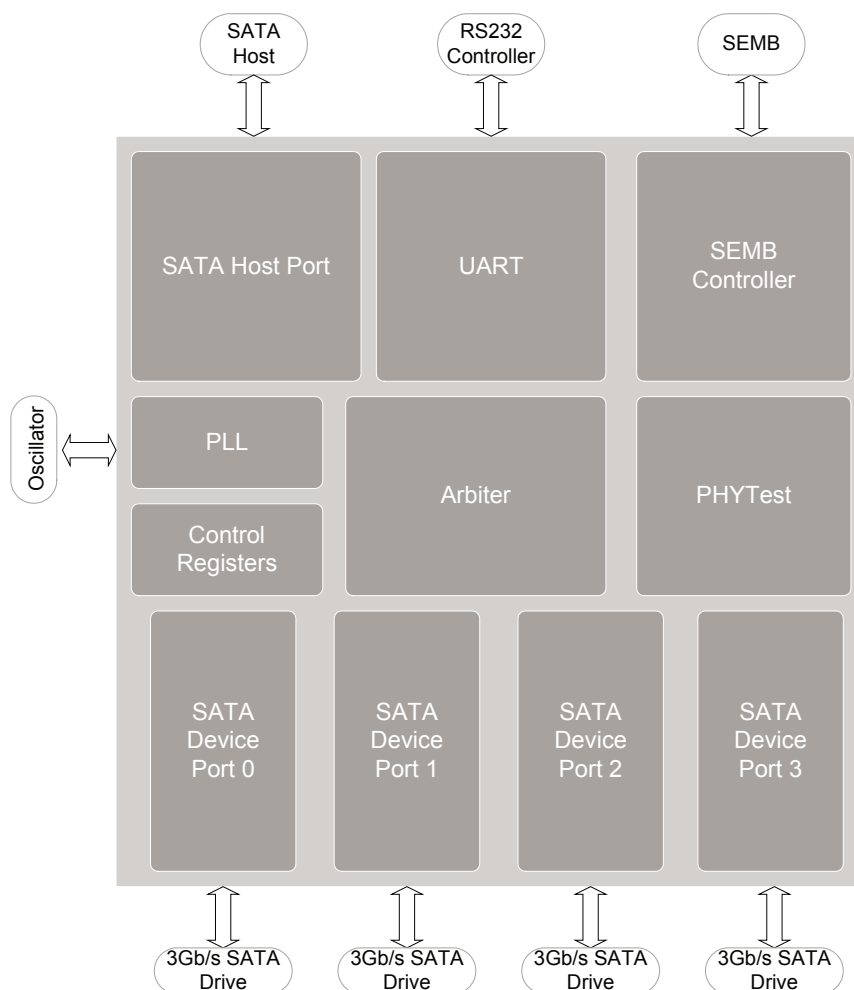 SATA
Host
RS232
Controller
SEMB
SATA Host Port
UART
SEMB
Controller
Oscillator
PLL
Arbiter
PHYTest
Control
Registers
SATA
Device
Port 0
SATA
Device
Port 1
SATA
Device
Port 2
SATA
Device
Port 3
3Gb/s SATA
Drive
3Gb/s SATA
Drive
3Gb/s SATA
Drive
3Gb/s SATA
Drive